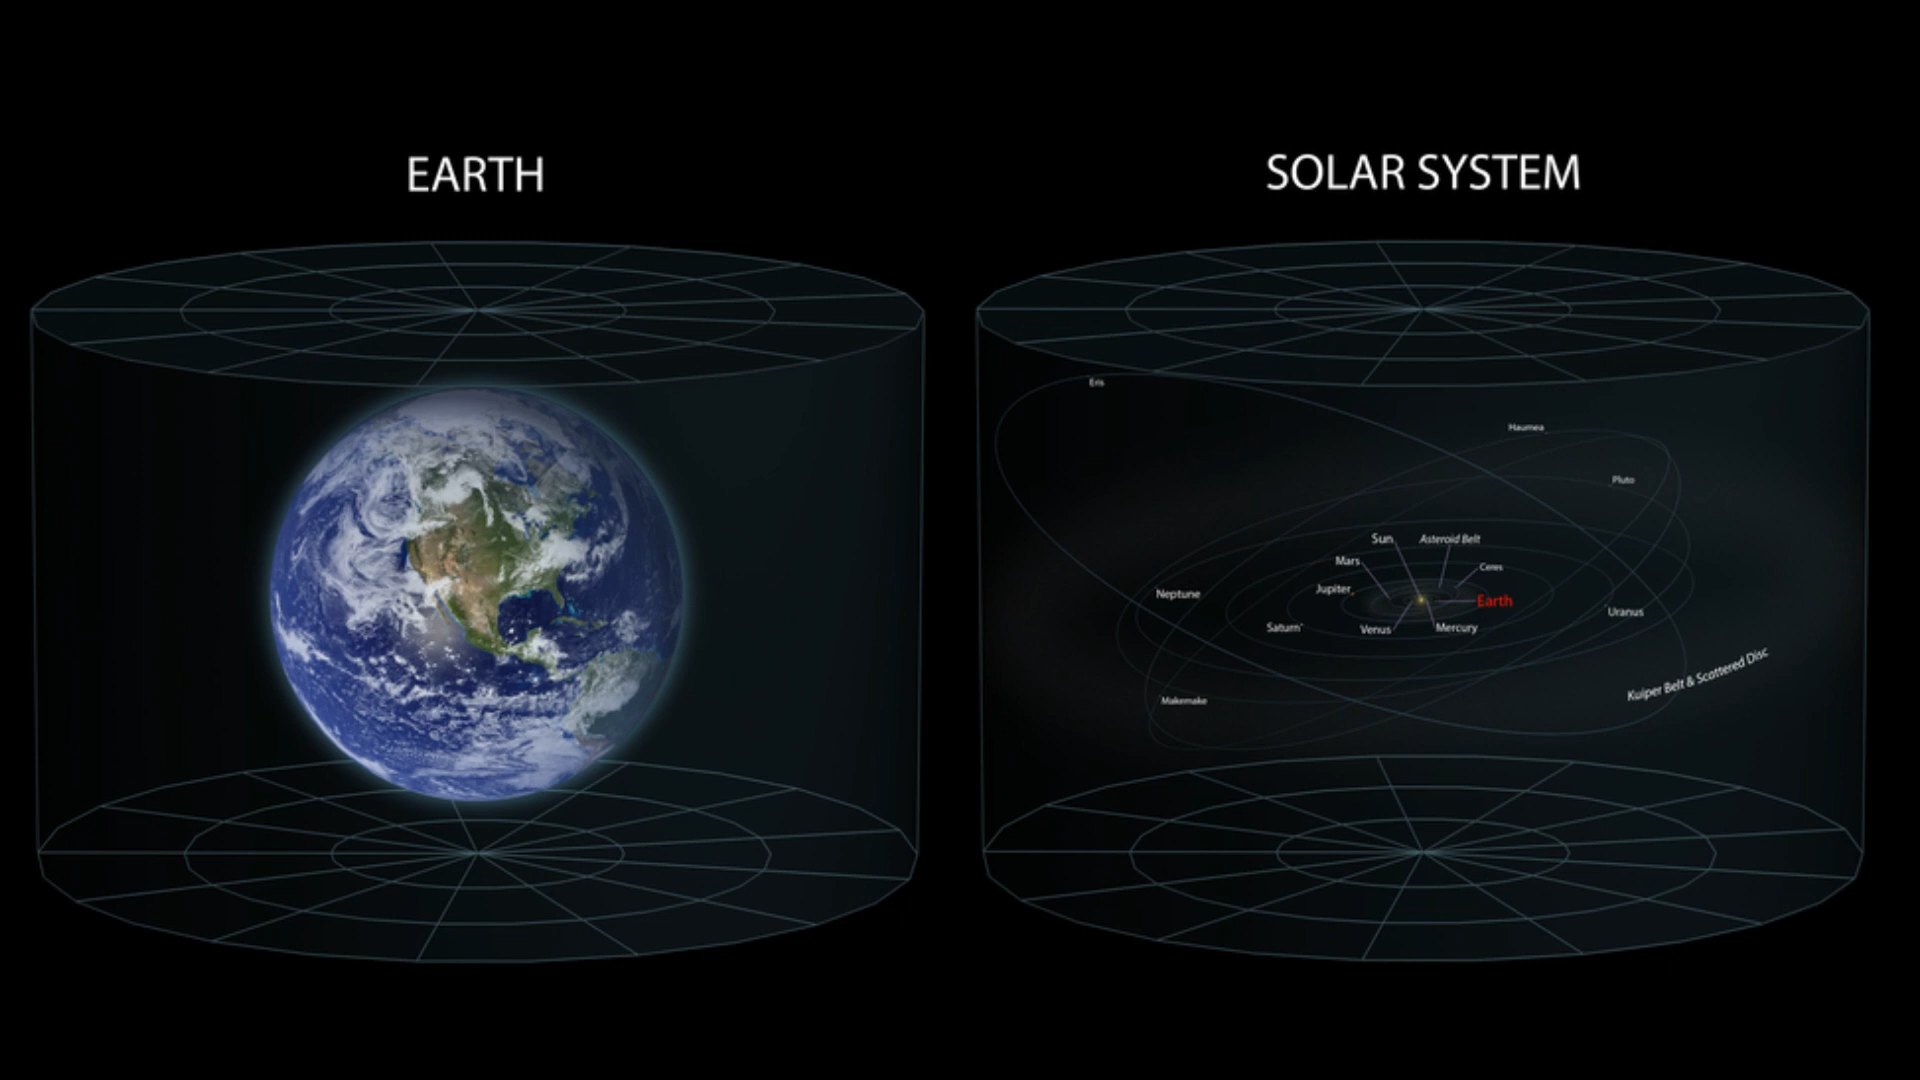 EARTH
SOLAR SYSTEM
Eris
Haumea
Pluto
Sun
Asteroid Belt
Mars
Ceres
Jupiter
Neptune
Earth
Uranus
Saturn
Venus
Mercury
Kuiper Belt & Scattered Disc
Makemake